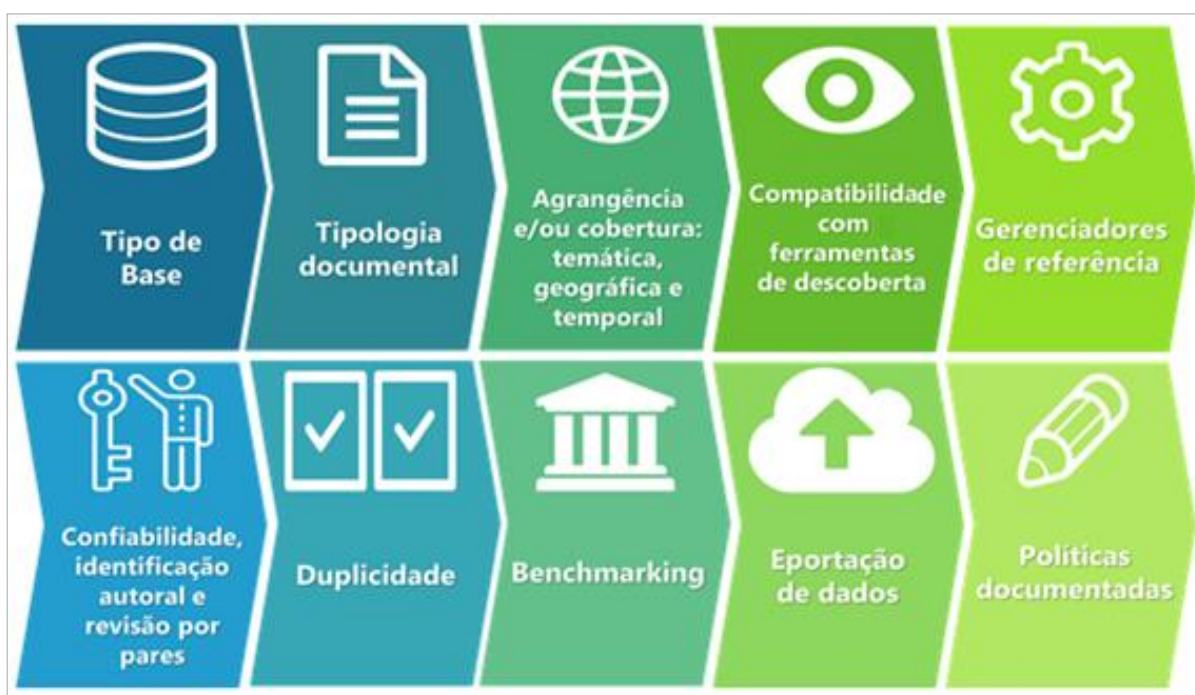 Tipo de
Base
Tipologia
documental
Agrangência
e/ou cobertura:
temática,
geográfica e
temporal
Compatibilidade
com
ferramentas
de descoberta
Gerenciadores
de referência
Confiabilidade,
identificação
autoral e
revisão por
pares
Duplicidade
Benchmarking
Eportação
de dados
Políticas
documentadas